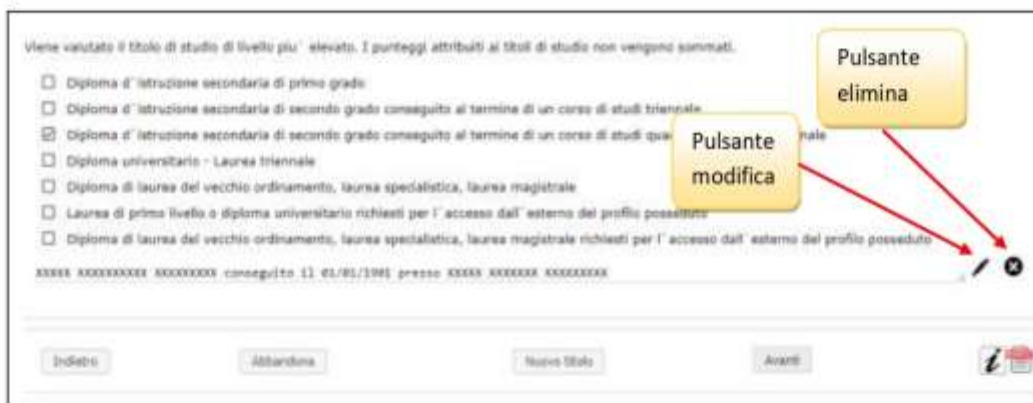 Viene valutato il titolo di studio di livello piu` elevato. I punteggi attribuiti ai titoli di studio non vengono sommati.
Diploma d`istruzione secondaria di primo grado
Diploma d`istruzione secondaria di secondo grado conseguito al termine di un corso di studi triennale
Diploma d`istruzione secondaria di secondo grado conseguito al termine di un corso di studi nale
Diploma universitario - Laurea triennale
Diploma di laurea del vecchio ordinamento, laurea specialistica, laurea magistrale
Laurea di primo livello o diploma universitario richiesti per l`accesso dall`esterno del profilo posseduto
Diploma di laurea del vecchio ordinamento, laurea specialistica, laurea magistrale richiesti per l`accesso dall`esterno del profilo posseduto
XXXXX XXXXXXXXXX XXXXXXXXX conseguito il 01/01/1901 presso XXXXX XXXXXXX XXXXXXXXX
Pulsante
elimina
Pulsante
modifica
Indietro Abbandona Nuovo titolo Avanti i